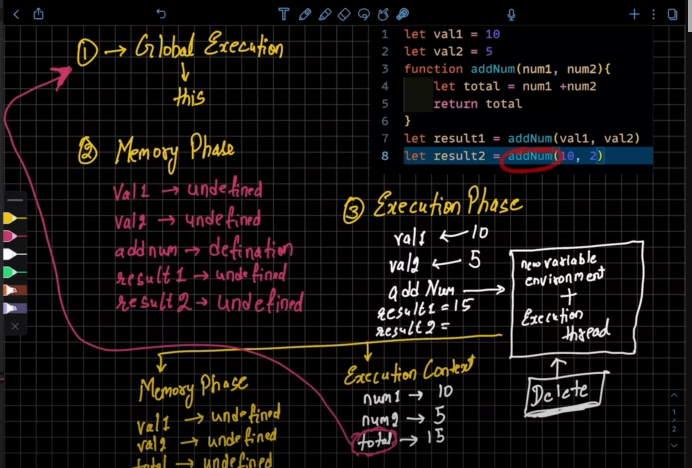 ① → Global Execution
this
1 let val1 = 10
2 let val2 = 5
3 function addNum(num1, num2){
4 let total = num1 +num2
5 return total
6 }
7 let result1 = addNum(val1, val2)
8 let result2 = addNum(10, 2)
② Memory Phase
val1 → undefined
val2 → undefined
addnum → defination
result1 → undefined
result2 → undefined
③ Execution Phase
val1 ← 10
val2 ← 5
addNum →
result1 = 15
result2 =
new variable
environment
+
Execution
thread
Delete
Memory Phase
val1 → undefined
val2 → undefined
total → undefined
Execution Context
num1 → 10
num2 → 5
total → 15